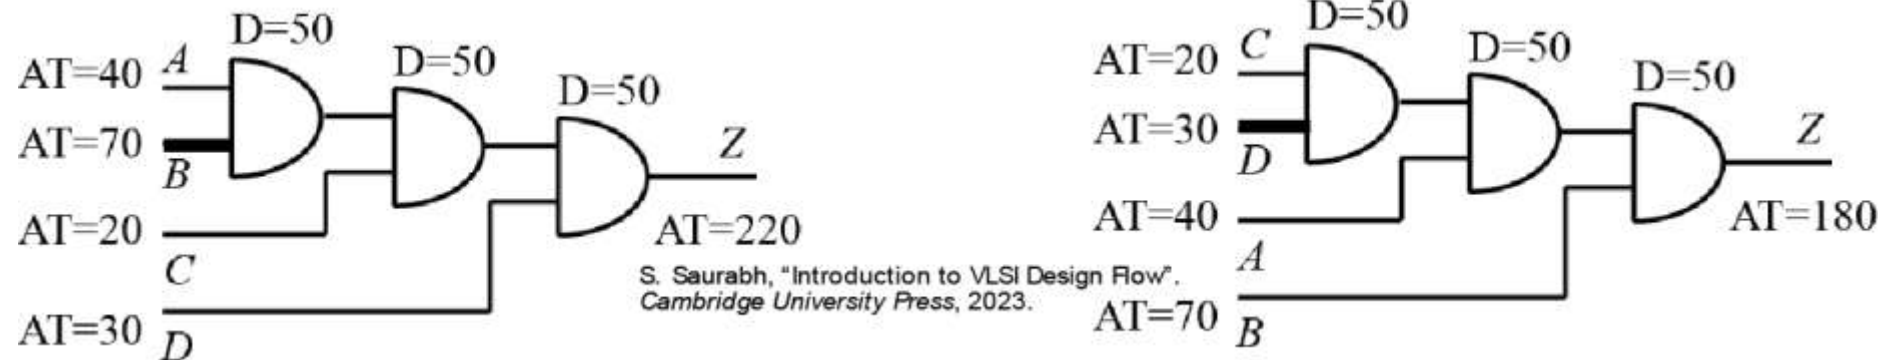 D=50
D=50
D=50
AT=40 A
AT=70
B
Z
AT=20
C
AT=220
AT=30
D
S. Saurabh, "Introduction to VLSI Design Flow".
Cambridge University Press, 2023.
D=50
D=50
D=50
AT=20 C
AT=30
D
Z
AT=40
A
AT=180
AT=70
B